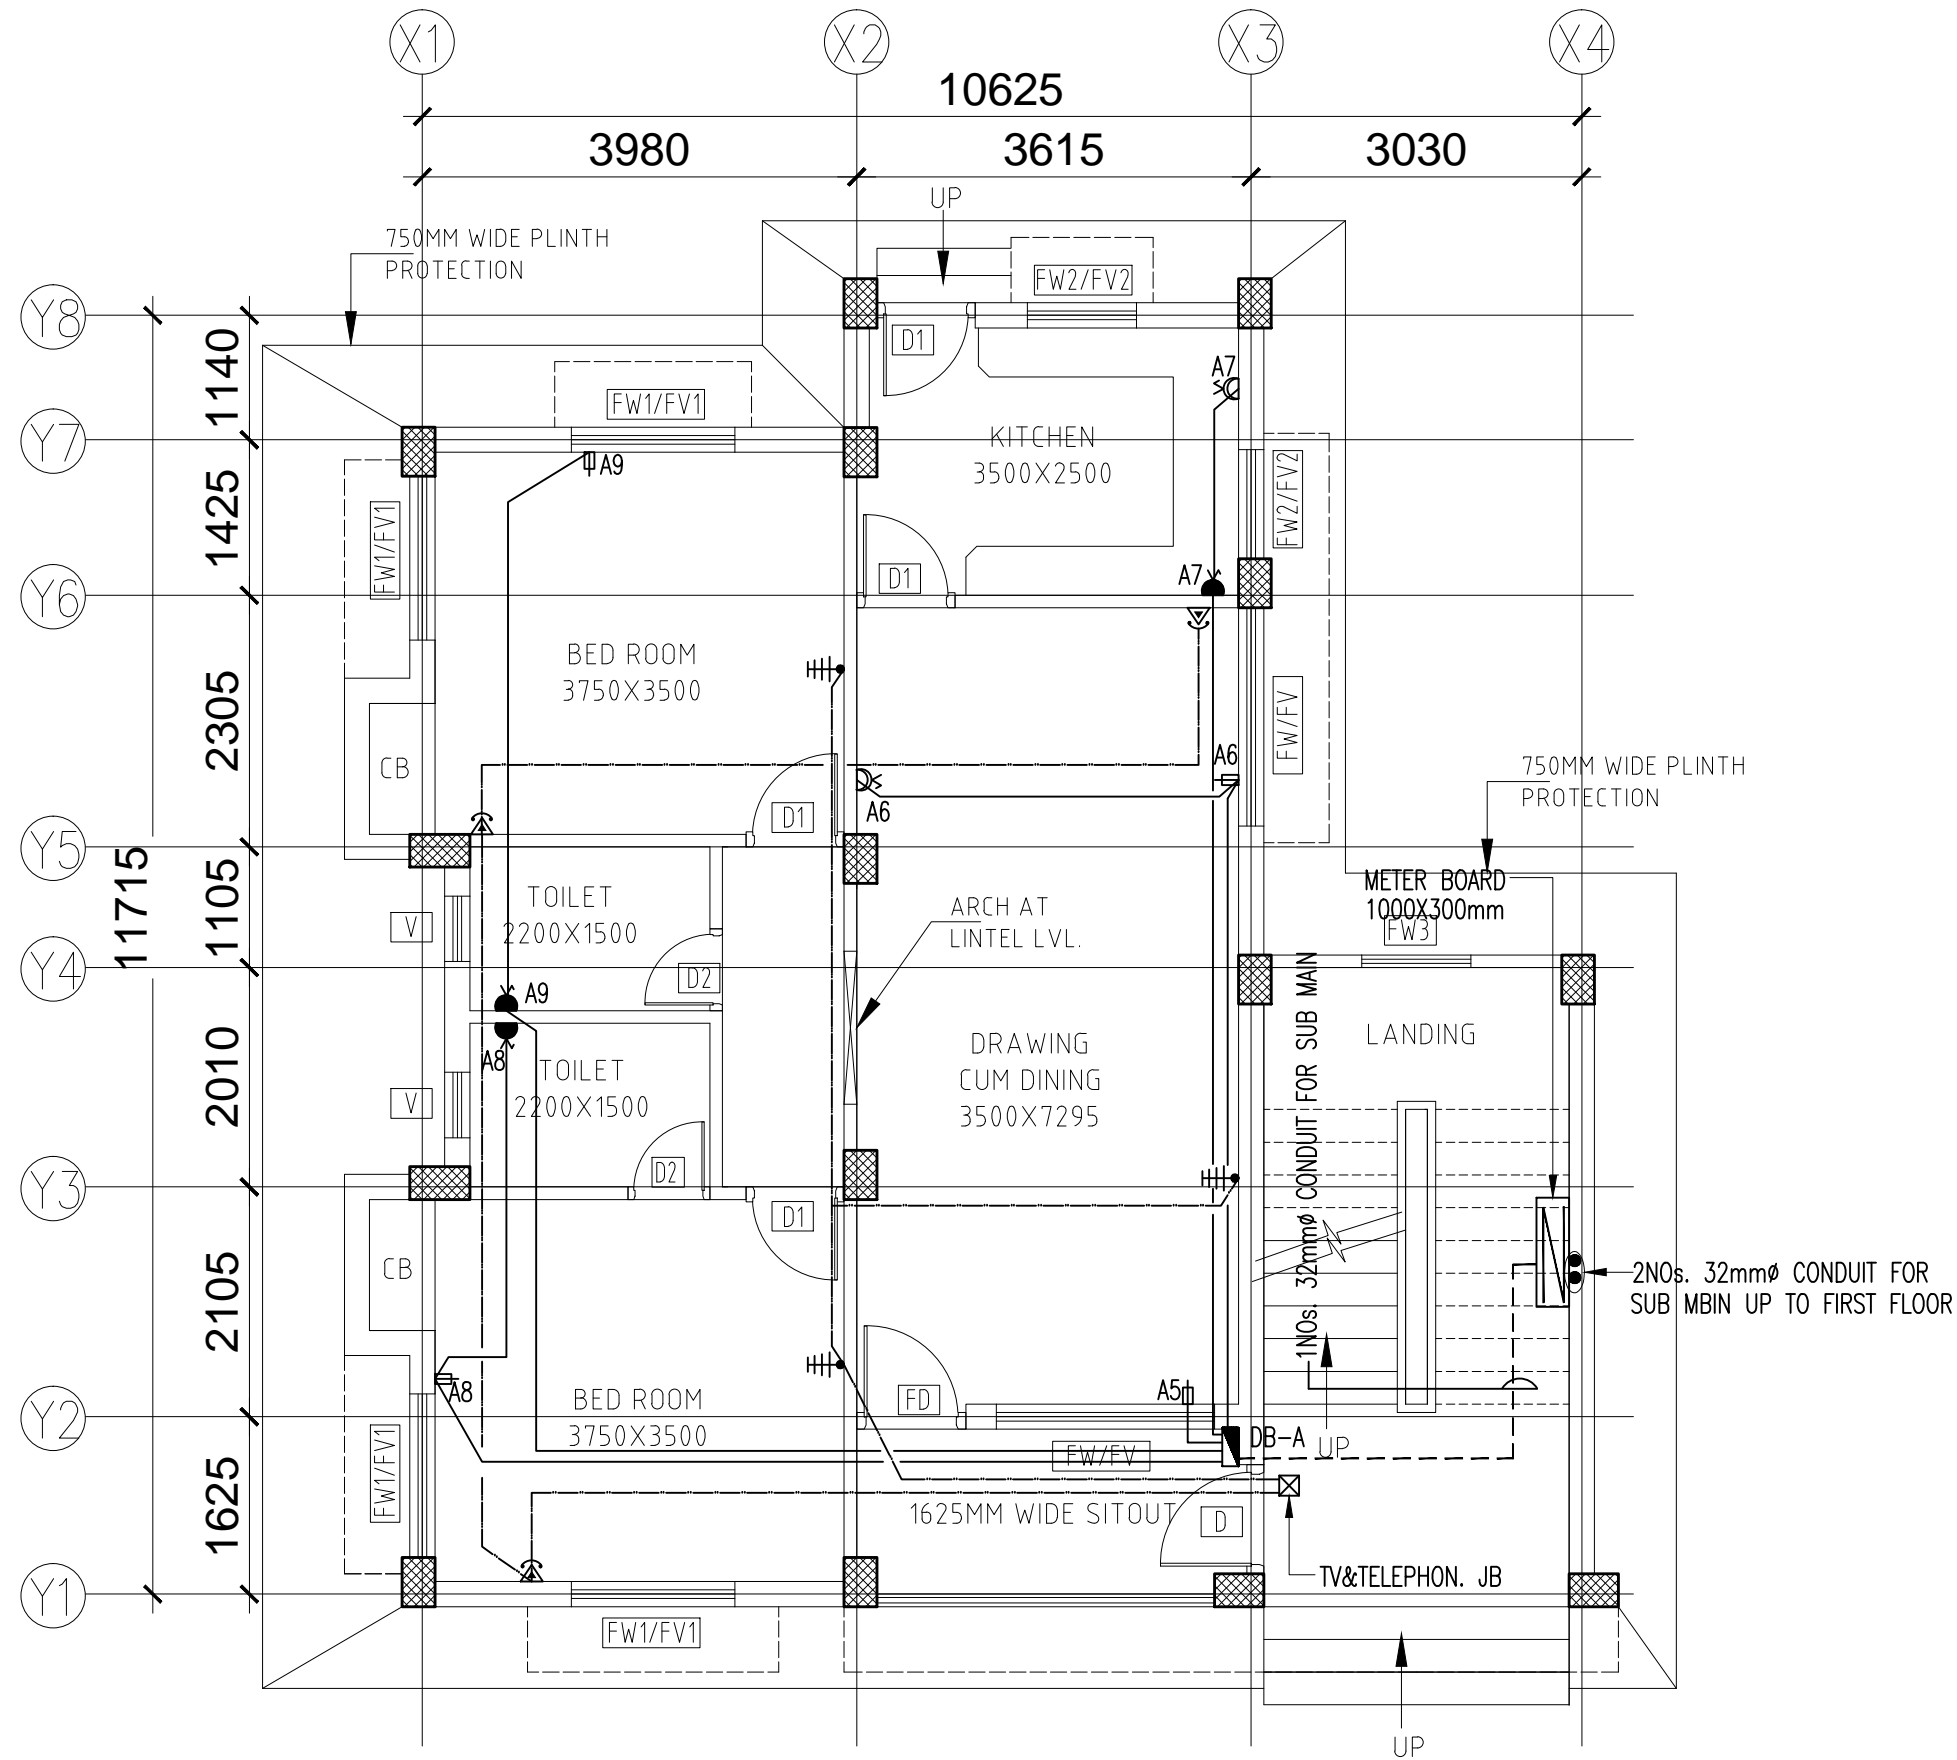 X1
X2
X3
X4
10625
3980
3615
3030
UP
750MM WIDE PLINTH
PROTECTION
FW2/FV2
Y8
D1
A7
1140
FW1/FV1
Y7
KITCHEN
3500X2500
A9
FW1/FV1
FW2/FV2
1425
D1
A7
Y6
BED ROOM
3750X3500
2305
FW/FV
CB
A6
750MM WIDE PLINTH
PROTECTION
D1
A6
Y5
11715
METER BOARD
1000X300mm
FW3
TOILET
2200X1500
1105
V
ARCH AT
LINTEL LVL.
Y4
D2
A9
LANDING
1NOs. 32mmø CONDUIT FOR SUB MAIN
DRAWING
CUM DINING
3500X7295
A8
TOILET
2200X1500
2010
V
D2
Y3
D1
CB
2105
2NOs. 32mmø CONDUIT FOR
SUB MBIN UP TO FIRST FLOOR
A8
BED ROOM
3750X3500
FD
A5
Y2
DB-A
UP
FW/FV
FW1/FV1
1625MM WIDE SITOUT
D
1625
TV&TELEPHON. JB
Y1
FW1/FV1
UP